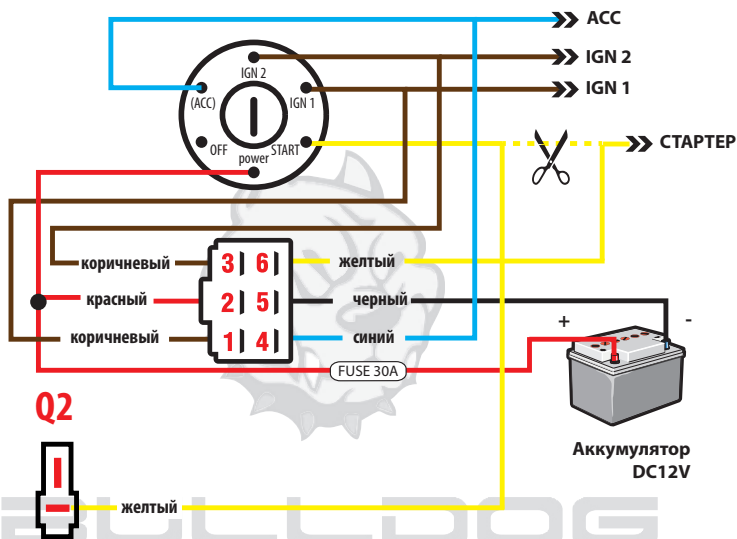 ACC
IGN 2
IGN 1
СТАРТЕР
IGN 2
(ACC)
IGN 1
OFF
START
power
коричневый
3 6
желтый
красный
2 5
черный
коричневый
1 4
синий
+
-
FUSE 30A
Q2
Аккумулятор
DC12V
желтый
BULLDOG